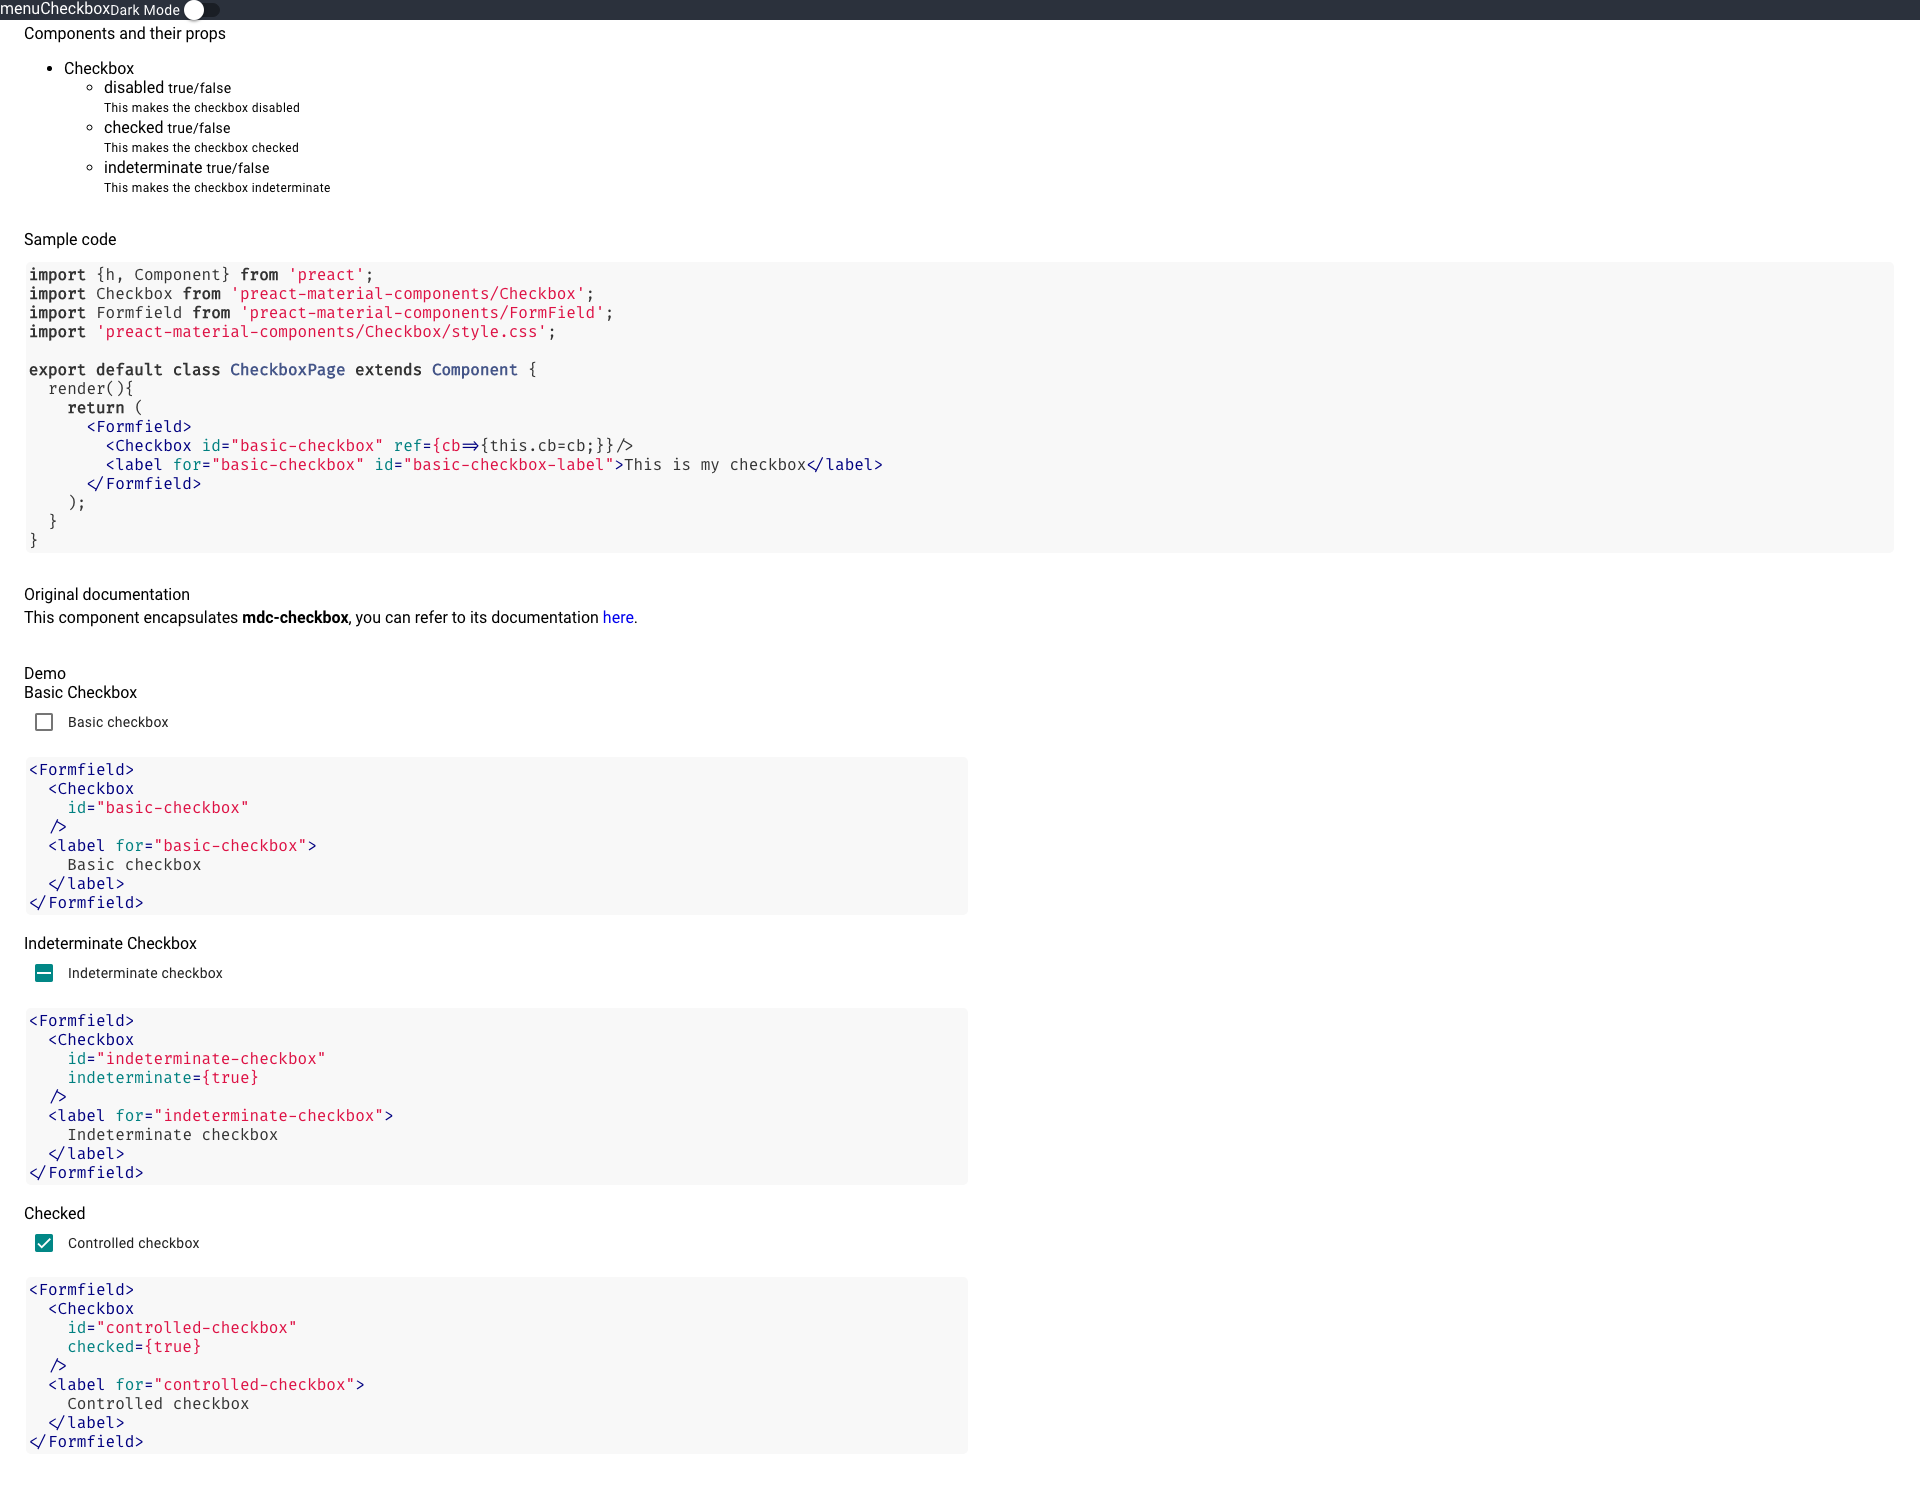 menuCheckboxDark Mode
Components and their props
Checkbox
disabled true/false
This makes the checkbox disabled
checked true/false
This makes the checkbox checked
indeterminate true/false
This makes the checkbox indeterminate
Sample code
import {h, Component} from 'preact';
import Checkbox from 'preact-material-components/Checkbox';
import Formfield from 'preact-material-components/FormField';
import 'preact-material-components/Checkbox/style.css';
export default class CheckboxPage extends Component {
  render(){
    return (
      <Formfield>
        <Checkbox id="basic-checkbox" ref={cb=>{this.cb=cb;}}/>
        <label for="basic-checkbox" id="basic-checkbox-label">This is my checkbox</label>
      </Formfield>
    );
  }
}
Original documentation
This component encapsulates mdc-checkbox, you can refer to its documentation here.
Demo
Basic Checkbox
Basic checkbox
<Formfield>
  <Checkbox
    id="basic-checkbox"
  />
  <label for="basic-checkbox">
    Basic checkbox
  </label>
</Formfield>
Indeterminate Checkbox
Indeterminate checkbox
<Formfield>
  <Checkbox
    id="indeterminate-checkbox"
    indeterminate={true}
  />
  <label for="indeterminate-checkbox">
    Indeterminate checkbox
  </label>
</Formfield>
Checked
Controlled checkbox
<Formfield>
  <Checkbox
    id="controlled-checkbox"
    checked={true}
  />
  <label for="controlled-checkbox">
    Controlled checkbox
  </label>
</Formfield>